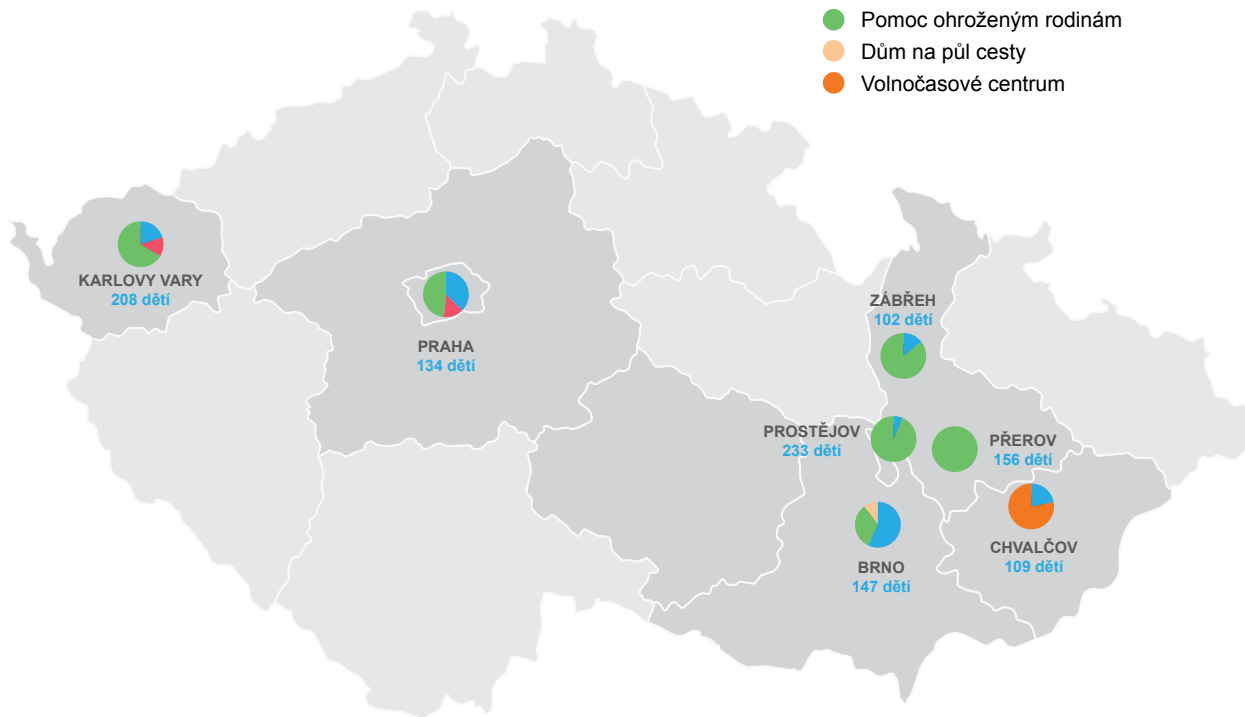 Pomoc ohroženým rodinám
Dům na půl cesty
Volnočasové centrum
KARLOVY VARY
208 dětí
PRAHA
134 dětí
ZÁBŘEH
102 dětí
PROSTĚJOV
233 dětí
PŘEROV
156 dětí
CHVALČOV
109 dětí
BRNO
147 dětí